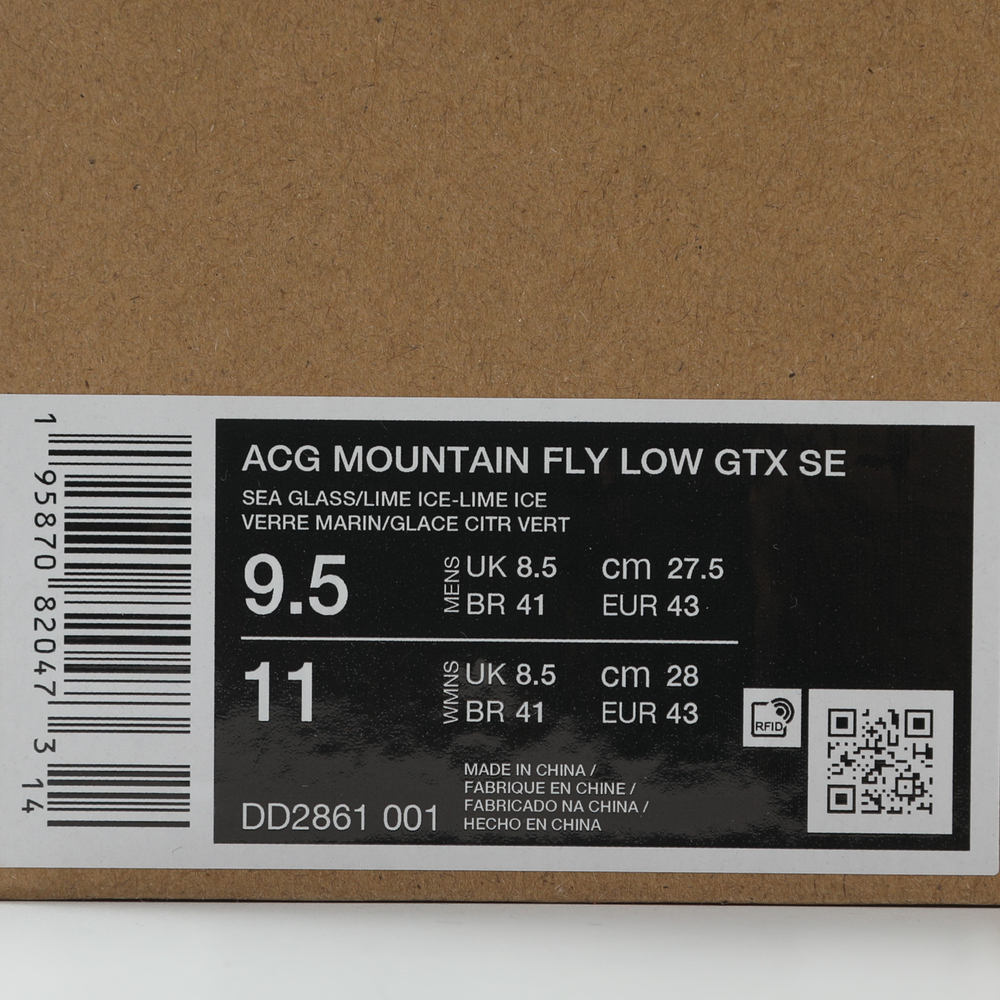 ACG MOUNTAIN FLY LOW GTX SE
SEA GLASS/LIME ICE-LIME ICE
VERRE MARIN/GLACE CITR VERT
9.5 MENS UK 8.5 cm 27.5
BR 41 EUR 43
11 WMNS UK 8.5 cm 28
BR 41 EUR 43
RFID
MADE IN CHINA /
FABRIQUE EN CHINE /
FABRICADO NA CHINA /
HECHO EN CHINA
DD2861 001
1 95870 82047 3 14